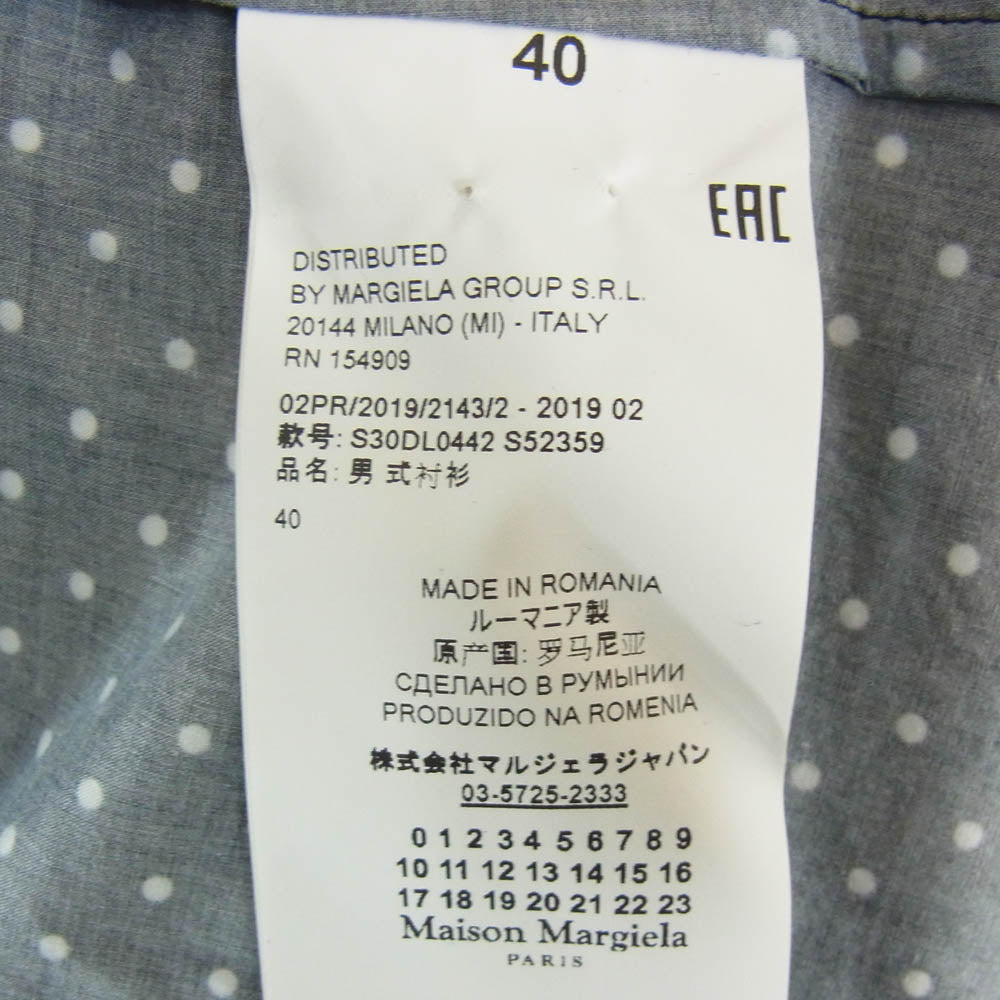 40
EAC
DISTRIBUTED
BY MARGIELA GROUP S.R.L.
20144 MILANO (MI) - ITALY
RN 154909
02PR/2019/2143/2 - 2019 02
款号: S30DL0442 S52359
品名: 男 式衬衫
40
MADE IN ROMANIA
ルーマニア製
原产国: 罗马尼亚
СДЕЛАНО В РУМЫНИИ
PRODUZIDO NA ROMENIA
株式会社マルジェラジャパン
03-5725-2333
0 1 2 3 4 5 6 7 8 9
10 11 12 13 14 15 16
17 18 19 20 21 22 23
Maison Margiela
PARIS